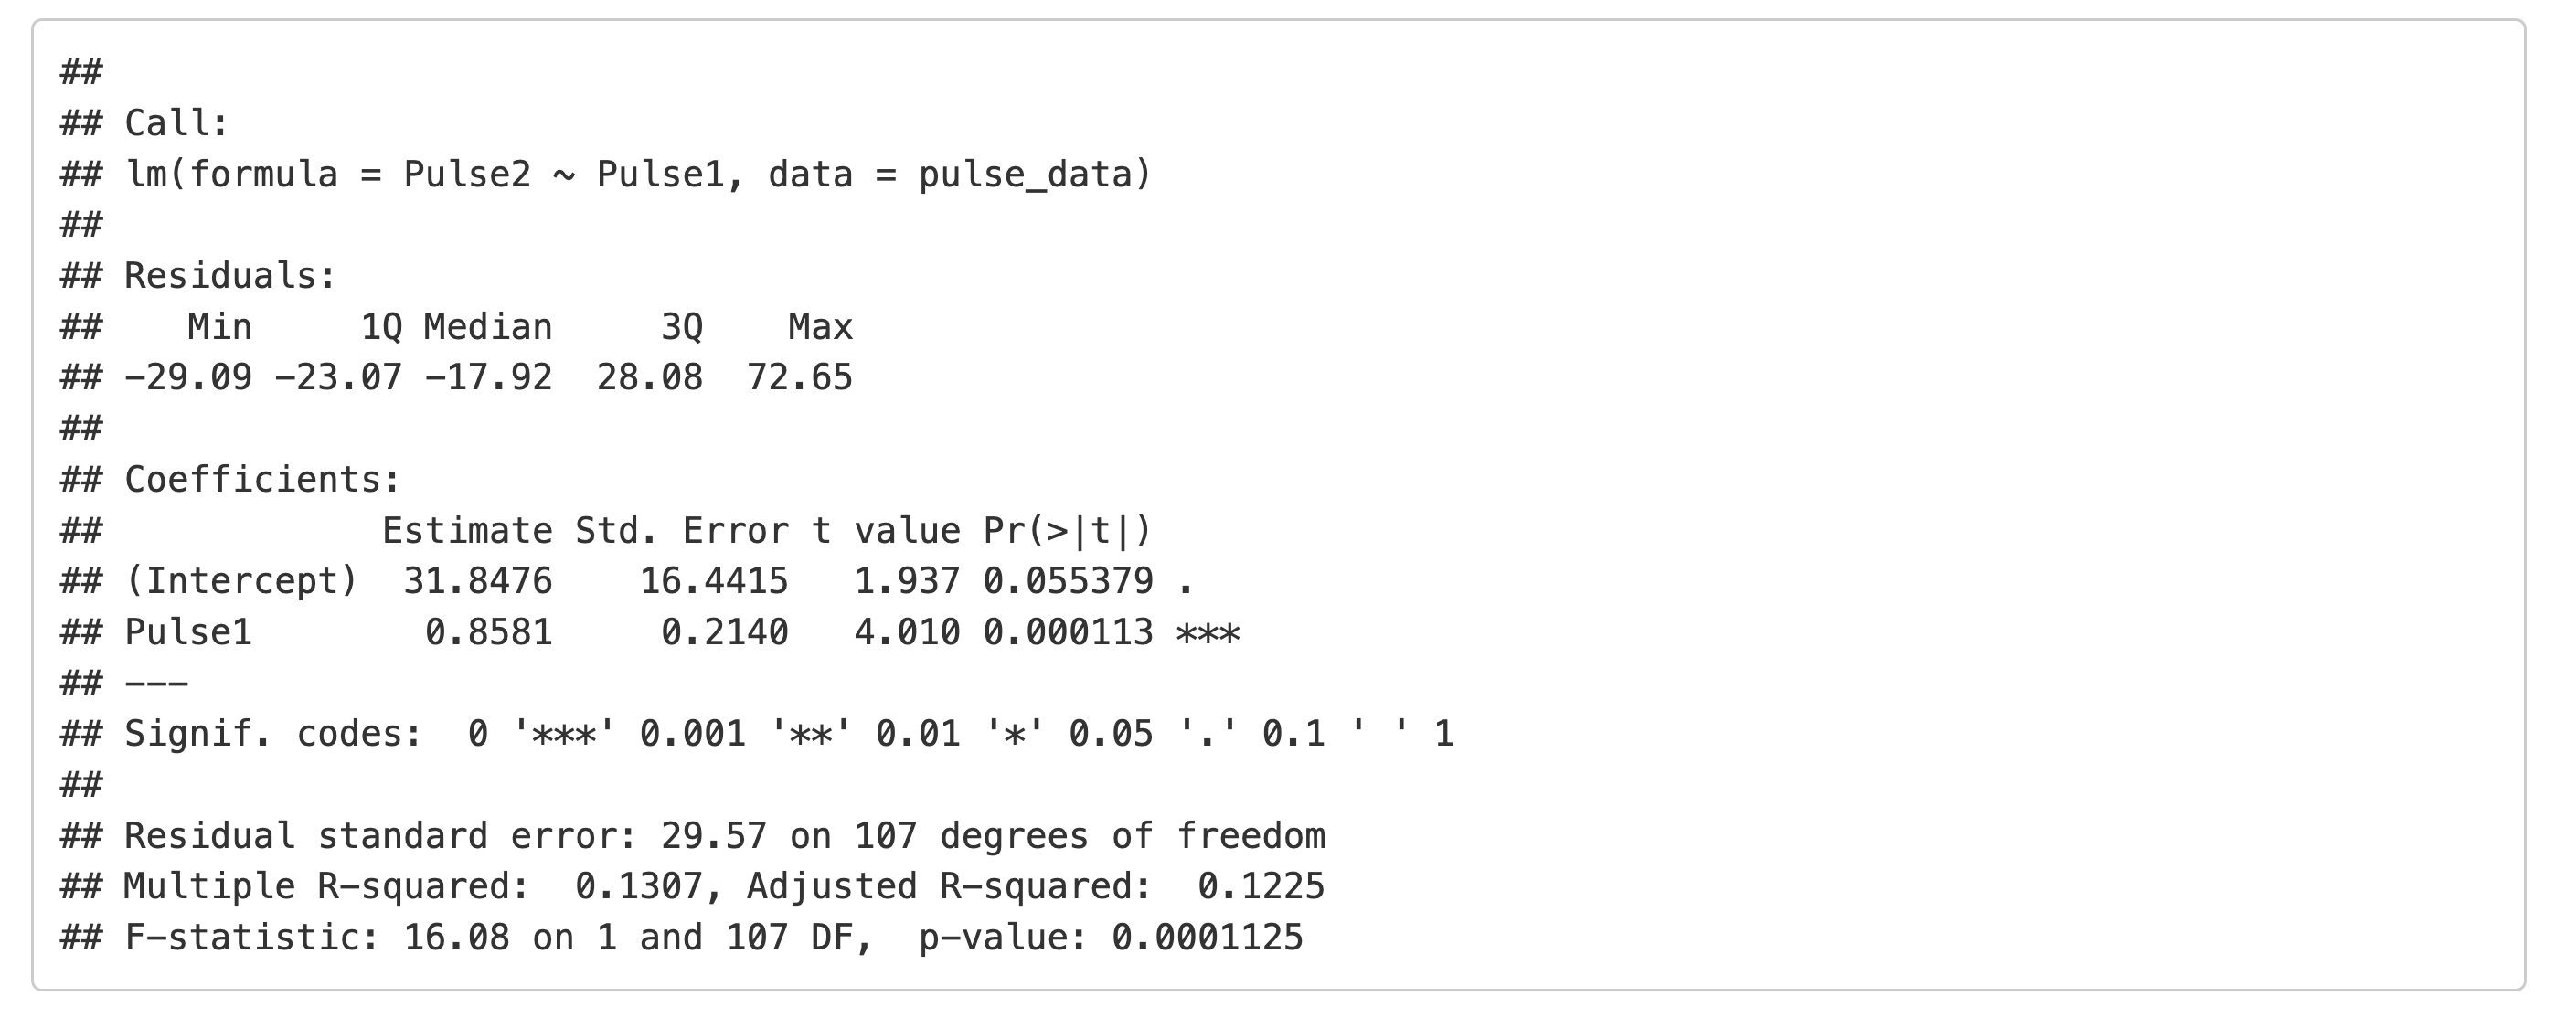 ##
## Call:
## lm(formula = Pulse2 ~ Pulse1, data = pulse_data)
##
## Residuals:
##    Min     1Q Median     3Q    Max
## -29.09 -23.07 -17.92  28.08  72.65
##
## Coefficients:
##             Estimate Std. Error t value Pr(>|t|)
## (Intercept)  31.8476    16.4415   1.937 0.055379 .
## Pulse1        0.8581     0.2140   4.010 0.000113 ***
## ---
## Signif. codes:  0 '***' 0.001 '**' 0.01 '*' 0.05 '.' 0.1 ' ' 1
##
## Residual standard error: 29.57 on 107 degrees of freedom
## Multiple R-squared:  0.1307, Adjusted R-squared:  0.1225
## F-statistic: 16.08 on 1 and 107 DF,  p-value: 0.0001125